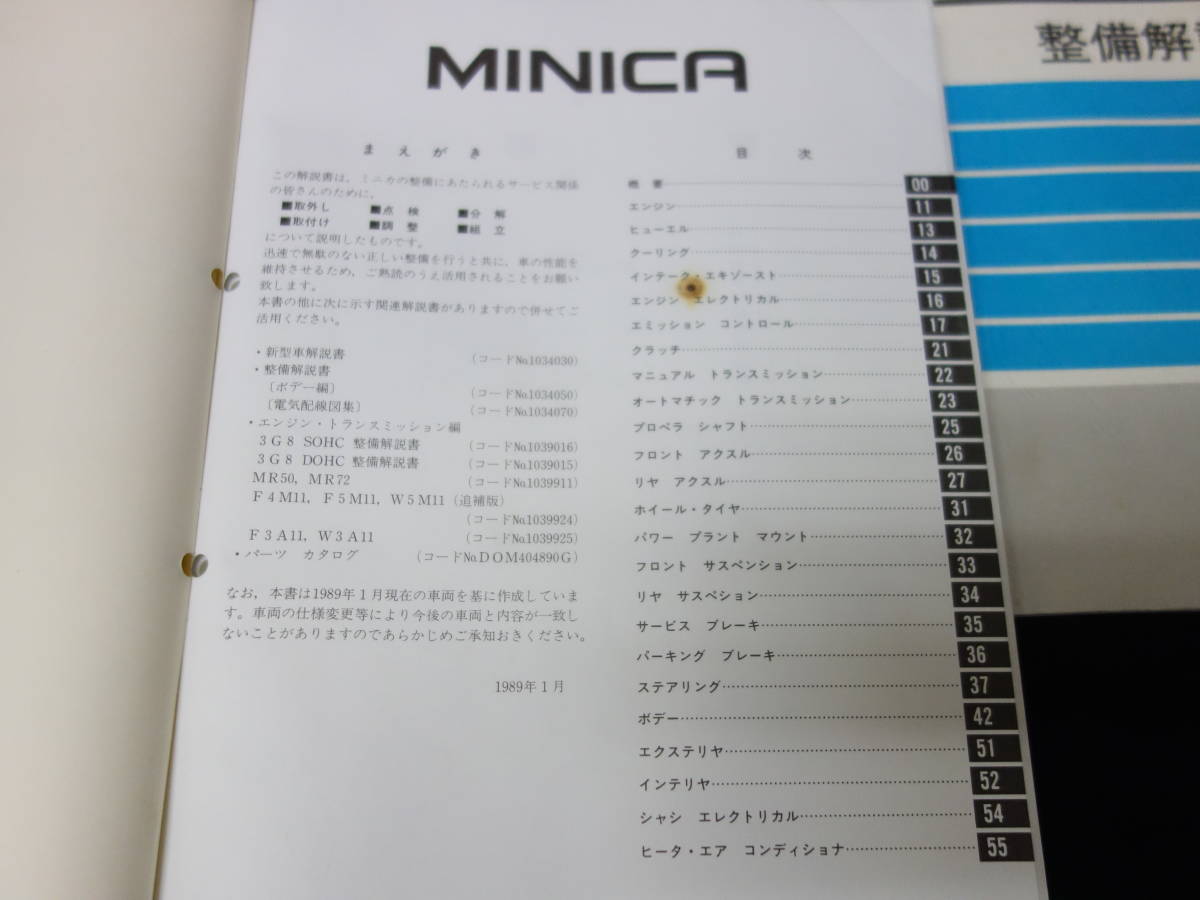 MINICA
まえがき
この解説書は，ミニカの整備にあたられるサービス関係
の皆さんのために，
■取外し ■点検 ■分解
■取付け ■調整 ■組立
について説明したものです。
迅速で無駄のない正しい整備を行うと共に，車の性能を
維持させるため，ご熟読のうえ活用されることをお願い
致します。
本書の他に次に示す関連解説書がありますので併せてご
活用ください。
・新型車解説書 (コードNo.1034030)
・整備解説書
〔ボデー編〕 (コードNo.1034050)
〔電気配線図集〕 (コードNo.1034070)
・エンジン・トランスミッション編
3G8 SOHC 整備解説書 (コードNo.1039016)
3G8 DOHC 整備解説書 (コードNo.1039015)
MR50，MR72 (コードNo.1039911)
F4M11，F5M11，W5M11（追補版）
(コードNo.1039924)
F3A11，W3A11 (コードNo.1039925)
・パーツ カタログ (コードNo.DOM404890G)
なお，本書は1989年1月現在の車両を基に作成していま
す。車両の仕様変更等により今後の車両と内容が一致し
ないことがありますのであらかじめご承知おきください。
1989年1月
目次
概要 00
エンジン 11
ヒューエル 13
クーリング 14
インテーク・エキゾースト 15
エンジン エレクトリカル 16
エミッション コントロール 17
クラッチ 21
マニュアル トランスミッション 22
オートマチック トランスミッション 23
プロペラ シャフト 25
フロント アクスル 26
リヤ アクスル 27
ホイール・タイヤ 31
パワー プラント マウント 32
フロント サスペンション 33
リヤ サスペション 34
サービス ブレーキ 35
パーキング ブレーキ 36
ステアリング 37
ボデー 42
エクステリヤ 51
インテリヤ 52
シャシ エレクトリカル 54
ヒータ・エア コンディショナ 55
整備解